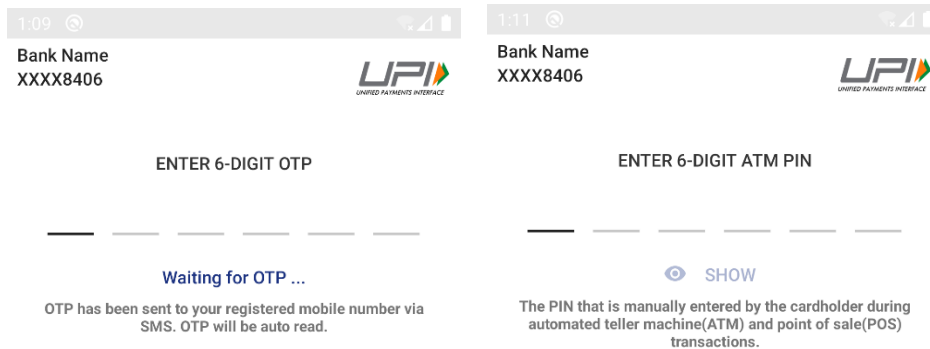 1:09
Bank Name
XXXX8406
UPI
UNIFIED PAYMENTS INTERFACE
ENTER 6-DIGIT OTP
Waiting for OTP ...
OTP has been sent to your registered mobile number via
SMS. OTP will be auto read.
1:11
Bank Name
XXXX8406
UPI
UNIFIED PAYMENTS INTERFACE
ENTER 6-DIGIT ATM PIN
SHOW
The PIN that is manually entered by the cardholder during
automated teller machine(ATM) and point of sale(POS)
transactions.